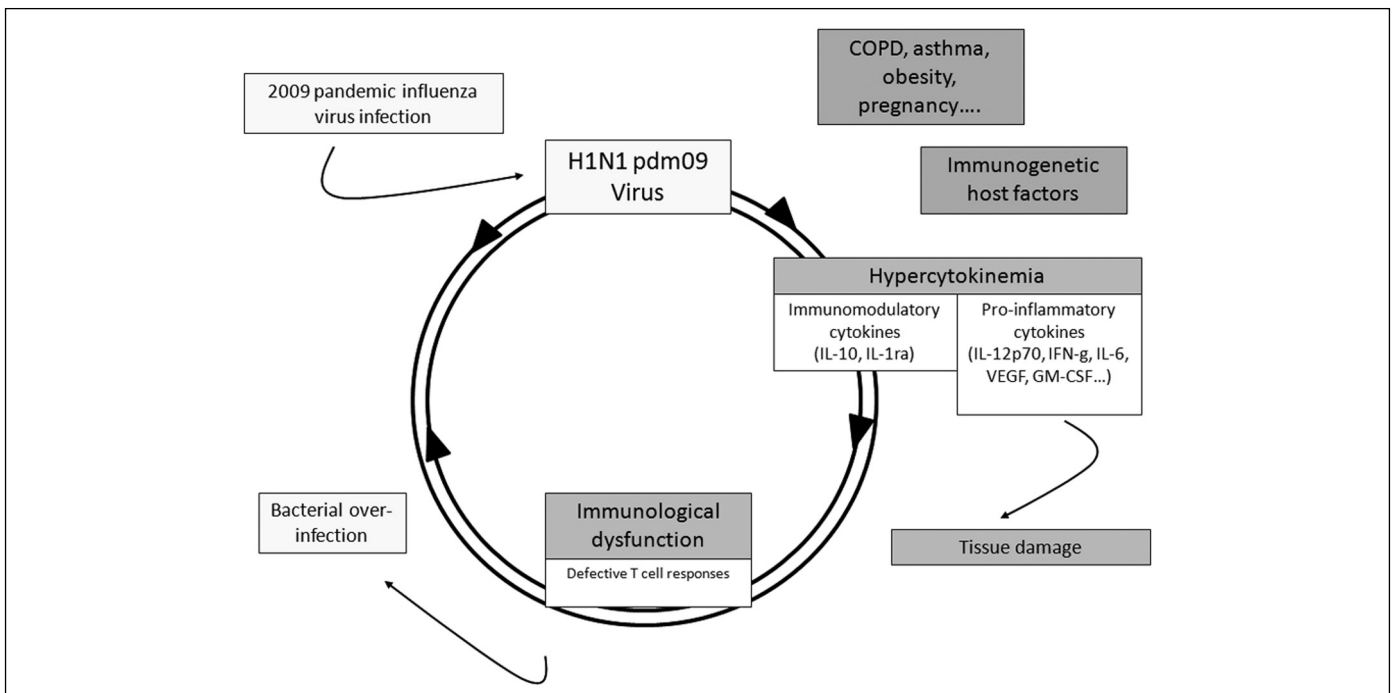 COPD, asthma,
obesity,
pregnancy....
2009 pandemic influenza
virus infection
H1N1 pdm09
Virus
Immunogenetic
host factors
Hypercytokinemia
Immunomodulatory
cytokines
(IL-10, IL-1ra)
Pro-inflammatory
cytokines
(IL-12p70, IFN-g, IL-6,
VEGF, GM-CSF...)
Bacterial over-
infection
Immunological
dysfunction
Defective T cell responses
Tissue damage